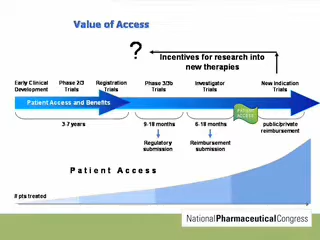 Value of Access
?
Incentives for research into
new therapies
Early Clinical
Development
Phase 2/3
Trials
Registration
Trials
Phase 3/3b
Trials
Investigator
Trials
New Indication
Trials
Patient Access and Benefits
PATIENT
ACCESS
3-7 years
9-18 months
6-18 months
public/private
reimbursement
Regulatory
submission
Reimbursement
submission
Patient Access
# pts treated
NationalPharmaceuticalCongress